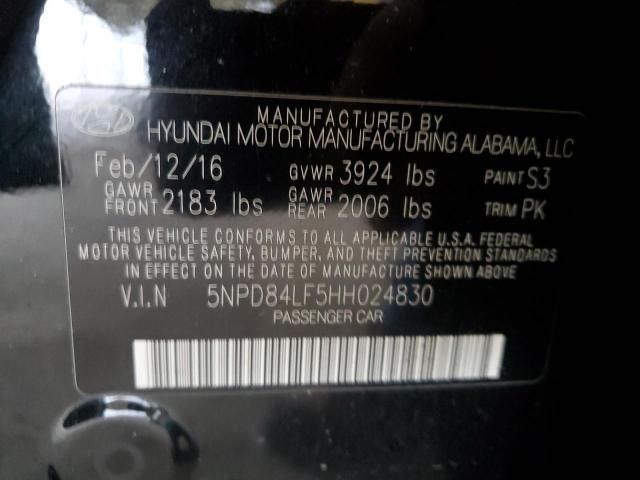 MANUFACTURED BY
HYUNDAI MOTOR MANUFACTURING ALABAMA, LLC
Feb/12/16 GVWR 3924 lbs PAINT S3
GAWR FRONT 2183 lbs GAWR REAR 2006 lbs TRIM PK
THIS VEHICLE CONFORMS TO ALL APPLICABLE U.S.A. FEDERAL
MOTOR VEHICLE SAFETY, BUMPER, AND THEFT PREVENTION
STANDARDS IN EFFECT ON THE DATE OF MANUFACTURE SHOWN ABOVE.
V.I.N 5NPD84LF5HH024830
PASSENGER CAR